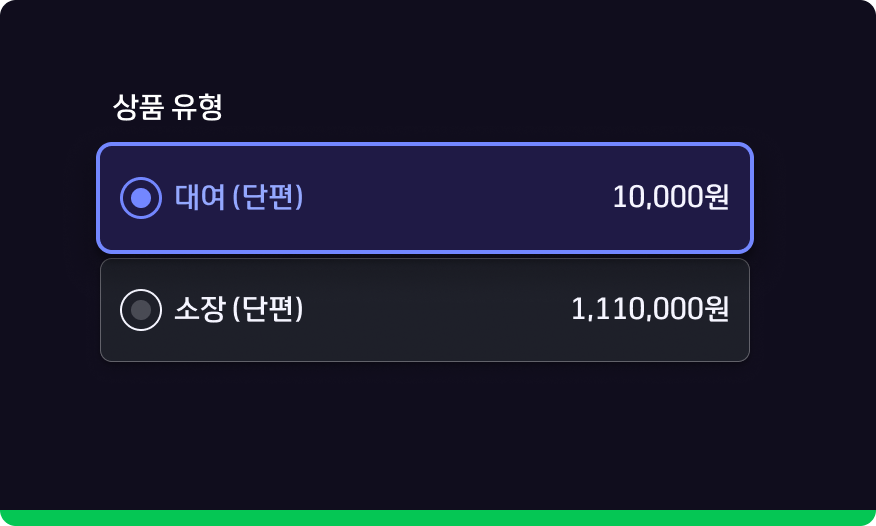 상품 유형
대여 (단편) 10,000원
소장 (단편) 1,110,000원